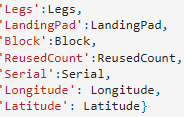 'Legs':Legs,
'LandingPad':LandingPad,
'Block':Block,
'ReusedCount':ReusedCount,
'Serial':Serial,
'Longitude': Longitude,
'Latitude': Latitude}